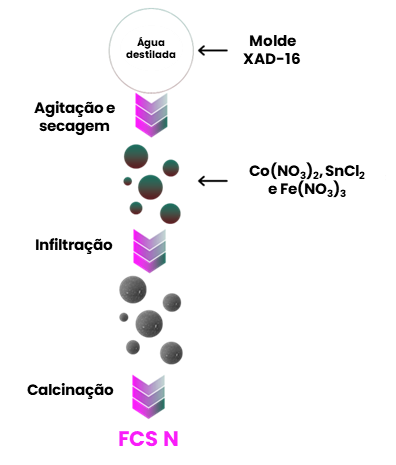 Água
destilada
Molde
XAD-16
Agitação e
secagem
Co(NO₃)₂, SnCl₂
e Fe(NO₃)₃
Infiltração
Calcinação
FCS N